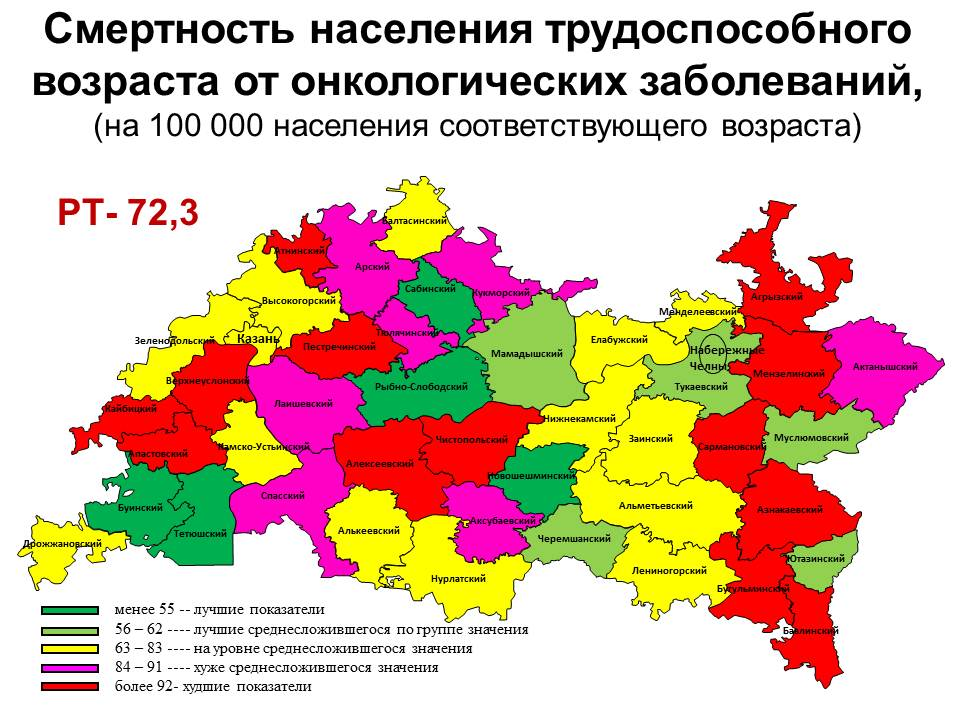 Смертность населения трудоспособного
возраста от онкологических заболеваний,
(на 100 000 населения соответствующего возраста)
РТ- 72,3
Балтасинский
Атнинский
Арский
Сабинский
Кукморский
Высокогорский
Агрызский
Менделеевский
Тюлячинский
Зеленодольский
Казань
Пестречинский
Мамадышский
Елабужский
Набережные
Челны
Актанышский
Мензелинский
Верхнеуслонский
Рыбно-Слободский
Тукаевский
Лаишевский
Кайбицкий
Нижнекамский
Чистопольский
Заинский
Муслюмовский
Сармановский
Камско-Устьинский
Апастовский
Алексеевский
Новошешминский
Спасский
Буинский
Альметьевский
Азнакаевский
Аксубаевский
Алькеевский
Тетюшский
Черемшанский
Дрожжановский
Ютазинский
Лениногорский
Нурлатский
Бугульминский
Бавлинский
менее 55 -- лучшие показатели
56 – 62 ---- лучшие среднесложившегося по группе значения
63 – 83 ---- на уровне среднесложившегося значения
84 – 91 ---- хуже среднесложившегося значения
более 92- худшие показатели